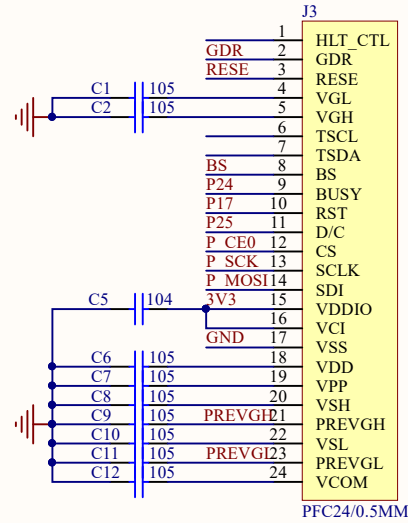 J3
1 HLT_CTL
GDR 2 GDR
RESE 3 RESE
C1 105 4 VGL
C2 105 5 VGH
6 TSCL
7 TSDA
BS 8 BS
P24 9 BUSY
P17 10 RST
P25 11 D/C
P_CE0 12 CS
P_SCK 13 SCLK
P_MOSI 14 SDI
C5 104 3V3 15 VDDIO
16 VCI
GND 17 VSS
C6 105 18 VDD
C7 105 19 VPP
C8 105 20 VSH
C9 105 PREVGH 21 PREVGH
C10 105 22 VSL
C11 105 PREVGL 23 PREVGL
C12 105 24 VCOM
PFC24/0.5MM